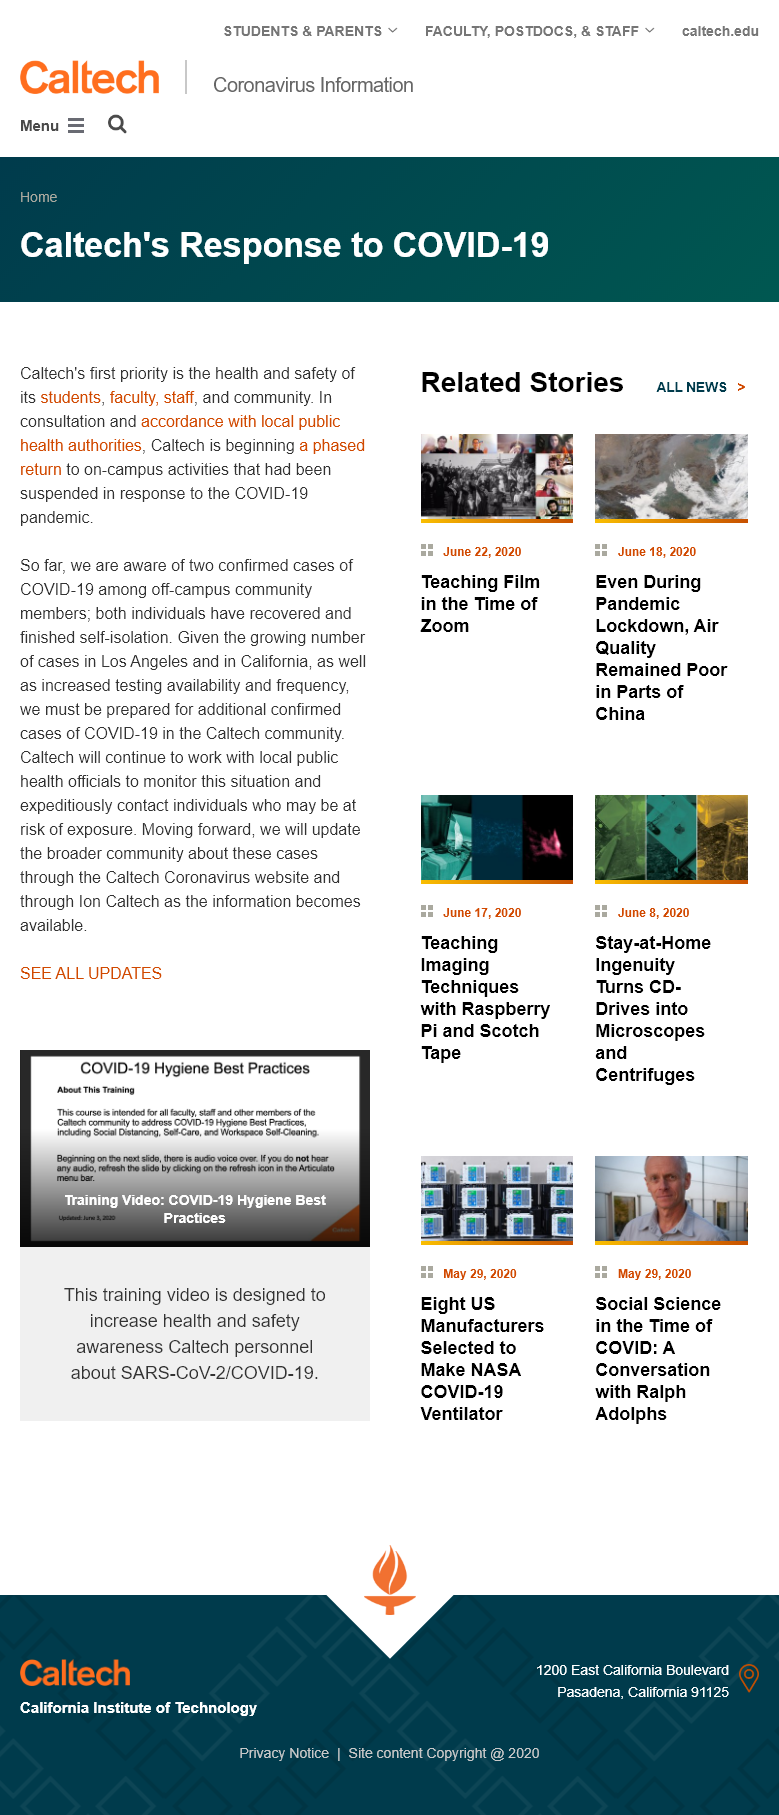 STUDENTS & PARENTS
FACULTY, POSTDOCS, & STAFF
caltech.edu
Caltech
Coronavirus Information
Menu
Home
Caltech's Response to COVID-19
Caltech's first priority is the health and safety of
its students, faculty, staff, and community. In
consultation and accordance with local public
health authorities, Caltech is beginning a phased
return to on-campus activities that had been
suspended in response to the COVID-19
pandemic.
So far, we are aware of two confirmed cases of
COVID-19 among off-campus community
members; both individuals have recovered and
finished self-isolation. Given the growing number
of cases in Los Angeles and in California, as well
as increased testing availability and frequency,
we must be prepared for additional confirmed
cases of COVID-19 in the Caltech community.
Caltech will continue to work with local public
health officials to monitor this situation and
expeditiously contact individuals who may be at
risk of exposure. Moving forward, we will update
the broader community about these cases
through the Caltech Coronavirus website and
through Ion Caltech as the information becomes
available.
SEE ALL UPDATES
COVID-19 Hygiene Best Practices
About This Training
This course is intended for all faculty, staff and other members of the
Caltech community to address COVID-19 Hygiene Best Practices,
including Social Distancing, Self-Care, and Workspace Self-Cleaning.
Beginning on the next slide, there is audio voice over. If you do not hear
any audio, refresh the slide by clicking on the refresh icon in the Articulate
menu bar.
Training Video: COVID-19 Hygiene Best
Practices
Updated: June 3, 2020
Caltech
This training video is designed to
increase health and safety
awareness Caltech personnel
about SARS-CoV-2/COVID-19.
Related Stories
ALL NEWS >
June 22, 2020
Teaching Film
in the Time of
Zoom
June 18, 2020
Even During
Pandemic
Lockdown, Air
Quality
Remained Poor
in Parts of
China
June 17, 2020
Teaching
Imaging
Techniques
with Raspberry
Pi and Scotch
Tape
June 8, 2020
Stay-at-Home
Ingenuity
Turns CD-
Drives into
Microscopes
and
Centrifuges
May 29, 2020
Eight US
Manufacturers
Selected to
Make NASA
COVID-19
Ventilator
May 29, 2020
Social Science
in the Time of
COVID: A
Conversation
with Ralph
Adolphs
Caltech
California Institute of Technology
1200 East California Boulevard
Pasadena, California 91125
Privacy Notice | Site content Copyright @ 2020